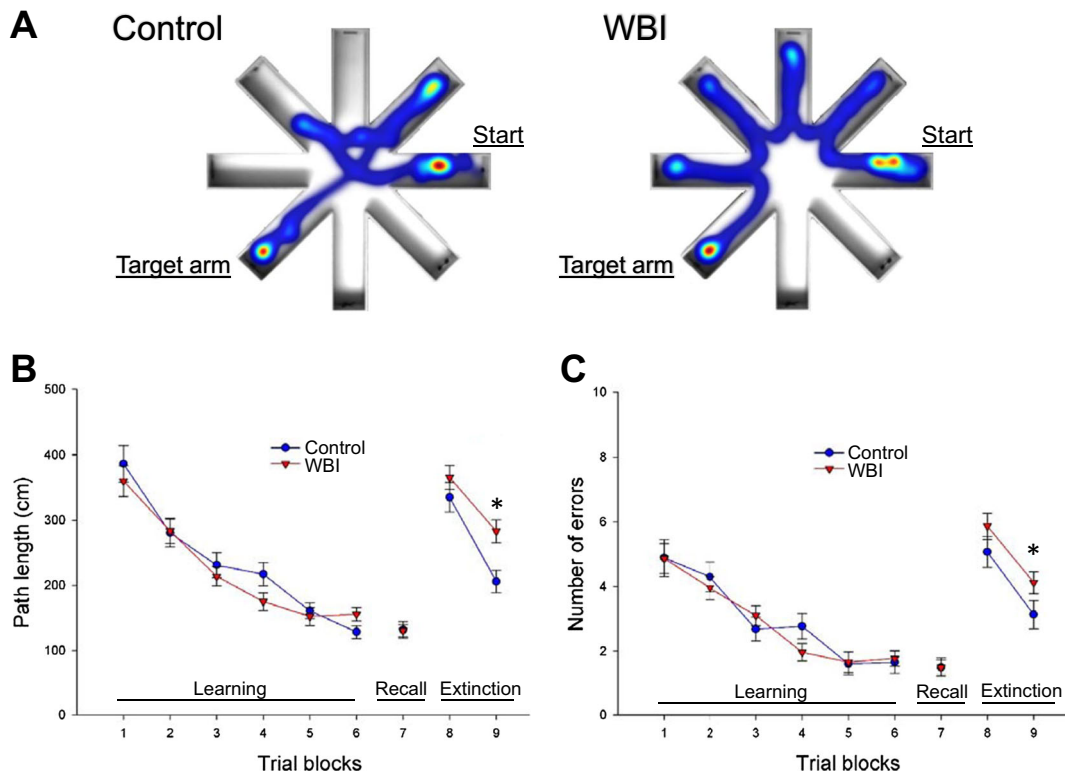 A
Control
WBI
Start
Start
Target arm
Target arm
B
C
500
400
300
200
100
0
Path length (cm)
Control
WBI
*
Learning
Recall
Extinction
1 2 3 4 5 6 7 8 9
Trial blocks
10
8
6
4
2
0
Number of errors
Control
WBI
*
Learning
Recall
Extinction
1 2 3 4 5 6 7 8 9
Trial blocks